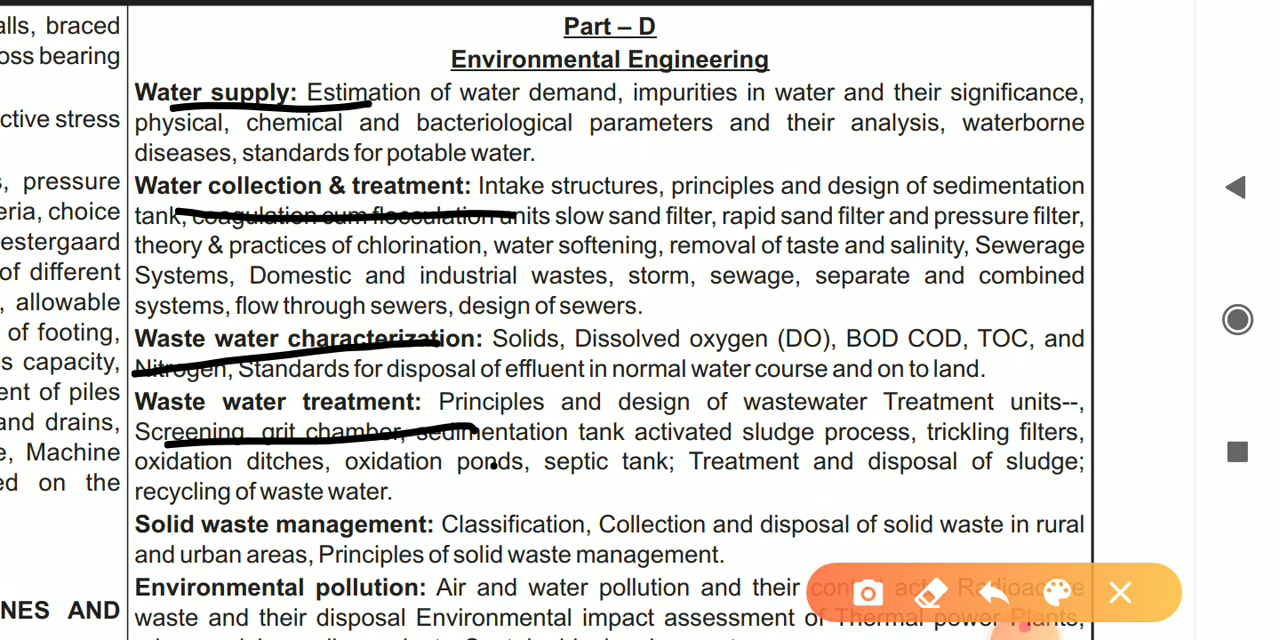 alls, braced
oss bearing
ctive stress
s, pressure
eria, choice
estergaard
of different
, allowable
of footing,
s capacity,
ent of piles
and drains,
e, Machine
ed on the
NES AND
Part – D
Environmental Engineering
Water supply: Estimation of water demand, impurities in water and their significance,
physical, chemical and bacteriological parameters and their analysis, waterborne
diseases, standards for potable water.
Water collection & treatment: Intake structures, principles and design of sedimentation
tank, coagulation cum flocculation units slow sand filter, rapid sand filter and pressure filter,
theory & practices of chlorination, water softening, removal of taste and salinity, Sewerage
Systems, Domestic and industrial wastes, storm, sewage, separate and combined
systems, flow through sewers, design of sewers.
Waste water characterization: Solids, Dissolved oxygen (DO), BOD COD, TOC, and
Nitrogen, Standards for disposal of effluent in normal water course and on to land.
Waste water treatment: Principles and design of wastewater Treatment units--,
Screening, grit chamber, sedimentation tank activated sludge process, trickling filters,
oxidation ditches, oxidation ponds, septic tank; Treatment and disposal of sludge;
recycling of waste water.
Solid waste management: Classification, Collection and disposal of solid waste in rural
and urban areas, Principles of solid waste management.
Environmental pollution: Air and water pollution and their control acts. Radioactive
waste and their disposal Environmental impact assessment of Thermal power Plants,